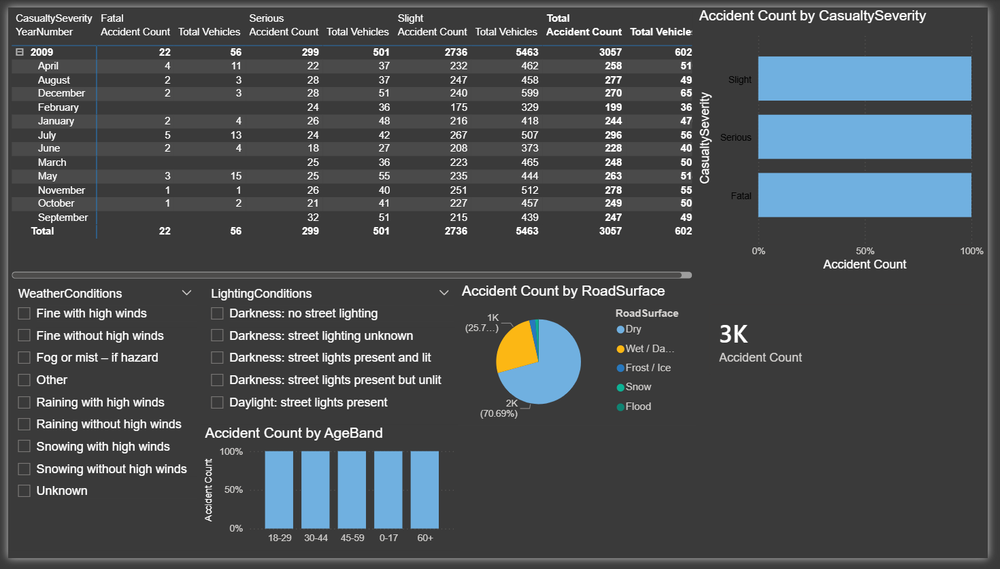 CasualtySeverity Fatal Serious Slight Total
YearNumber Accident Count Total Vehicles Accident Count Total Vehicles Accident Count Total Vehicles Accident Count Total Vehicle
2009 22 56 299 501 2736 5463 3057 602
April 4 11 22 37 232 462 258 51
August 2 3 28 37 247 458 277 49
December 2 3 28 51 240 599 270 65
February 24 36 175 329 199 36
January 2 4 26 48 216 418 244 47
July 5 13 24 42 267 507 296 56
June 2 4 18 27 208 373 228 40
March 25 36 223 465 248 50
May 3 15 25 55 235 444 263 51
November 1 1 26 40 251 512 278 55
October 1 2 21 41 227 457 249 50
September 32 51 215 439 247 49
Total 22 56 299 501 2736 5463 3057 602
Accident Count by CasualtySeverity
CasualtySeverity
Slight
Serious
Fatal
0% 50% 100%
Accident Count
WeatherConditions
Fine with high winds
Fine without high winds
Fog or mist – if hazard
Other
Raining with high winds
Raining without high winds
Snowing with high winds
Snowing without high winds
Unknown
LightingConditions
Darkness: no street lighting
Darkness: street lighting unknown
Darkness: street lights present and lit
Darkness: street lights present but unlit
Daylight: street lights present
Accident Count by RoadSurface
1K
(25.7…)
2K
(70.69%)
RoadSurface
Dry
Wet / Da…
Frost / Ice
Snow
Flood
3K
Accident Count
Accident Count by AgeBand
Accident Count
100%
50%
0%
18-29 30-44 45-59 0-17 60+